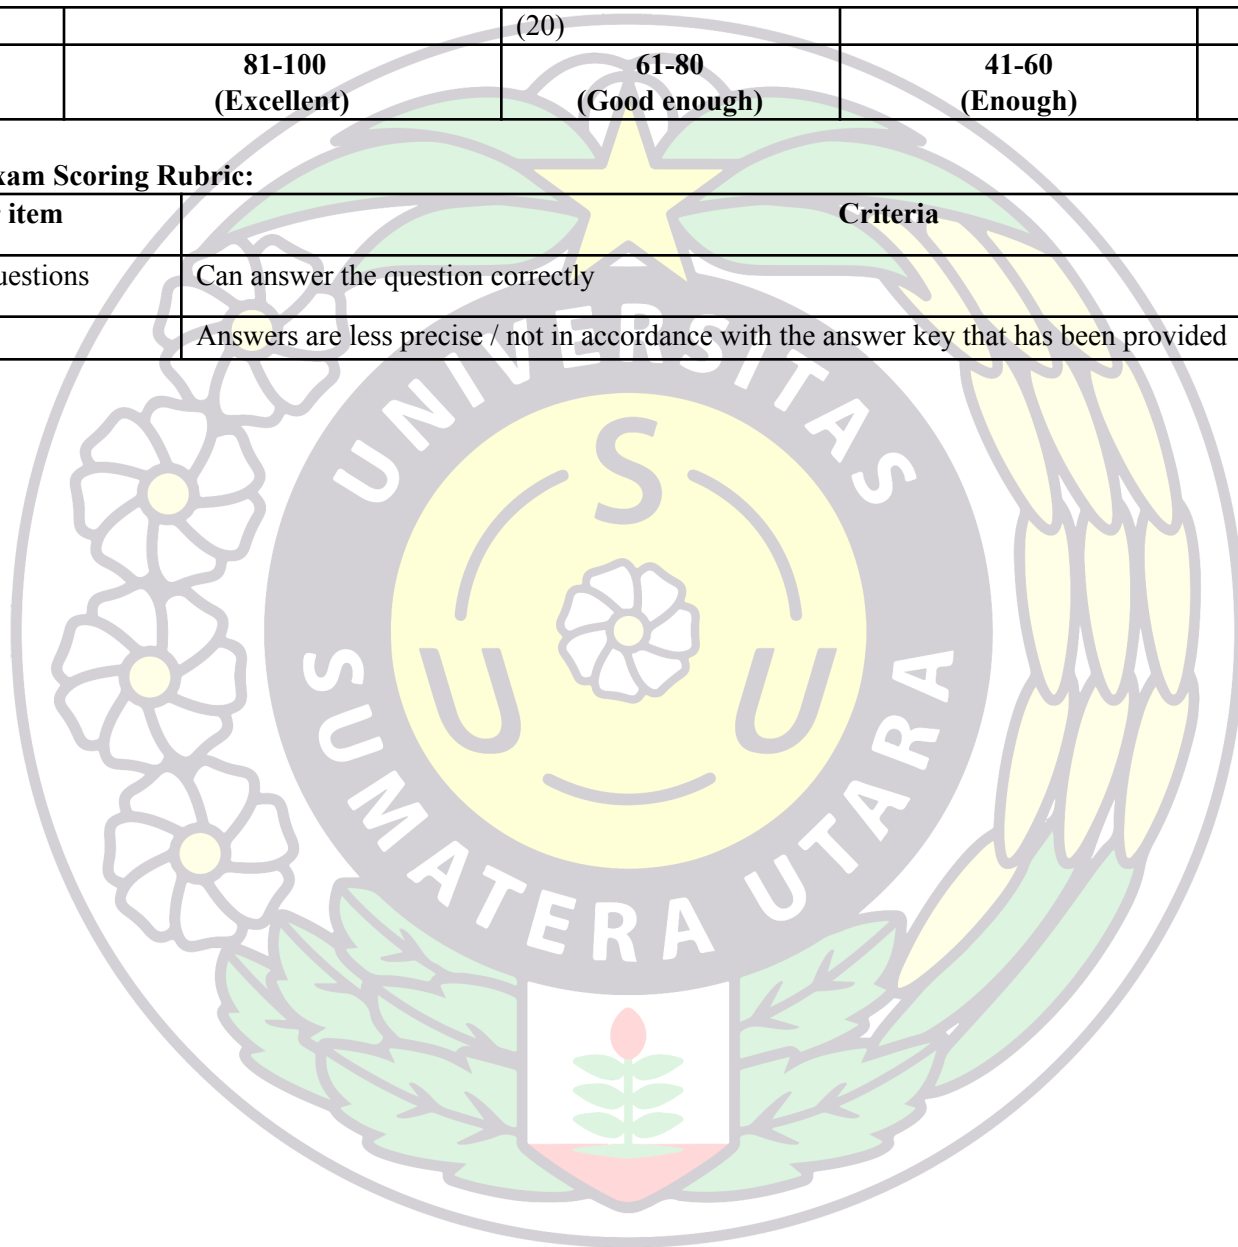 (20)
81-100 61-80 41-60
(Excellent) (Good enough) (Enough)
xam Scoring Rubric:
item Criteria
uestions Can answer the question correctly
Answers are less precise / not in accordance with the answer key that has been provided
UNIVERSITAS
S
U U
SUMATERA UTARA